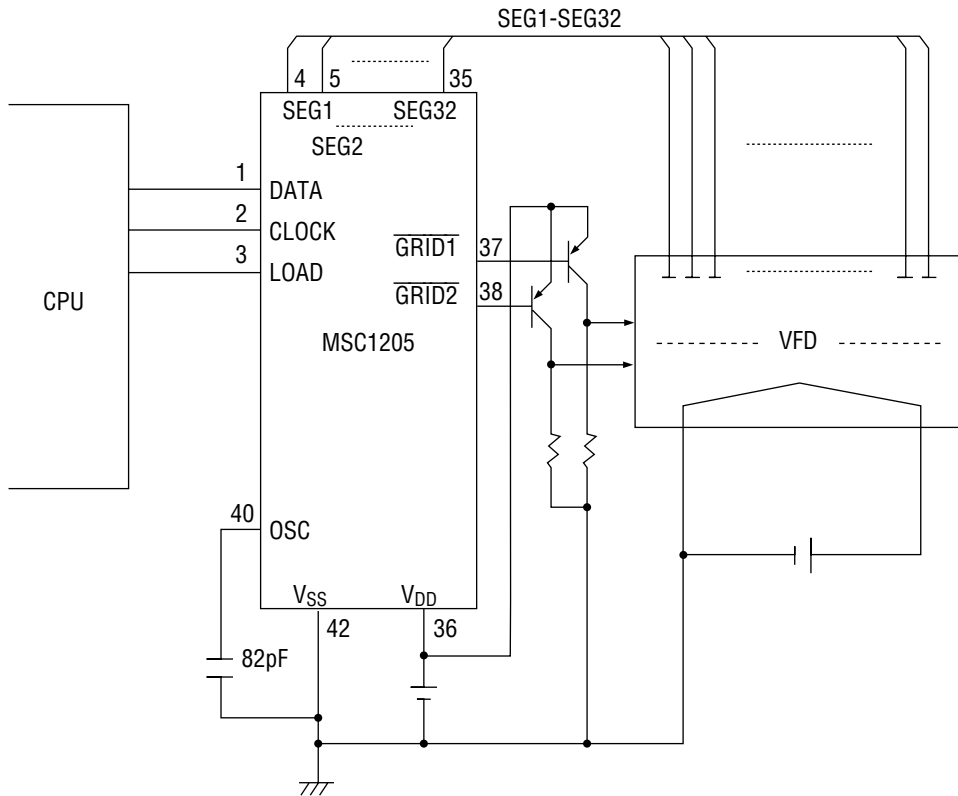 SEG1-SEG32
4 5 35
SEG1 SEG32
SEG2
1 DATA
2 CLOCK
3 LOAD
GRID1 37
GRID2 38
CPU
MSC1205
VFD
40 OSC
VSS VDD
42 36
82pF